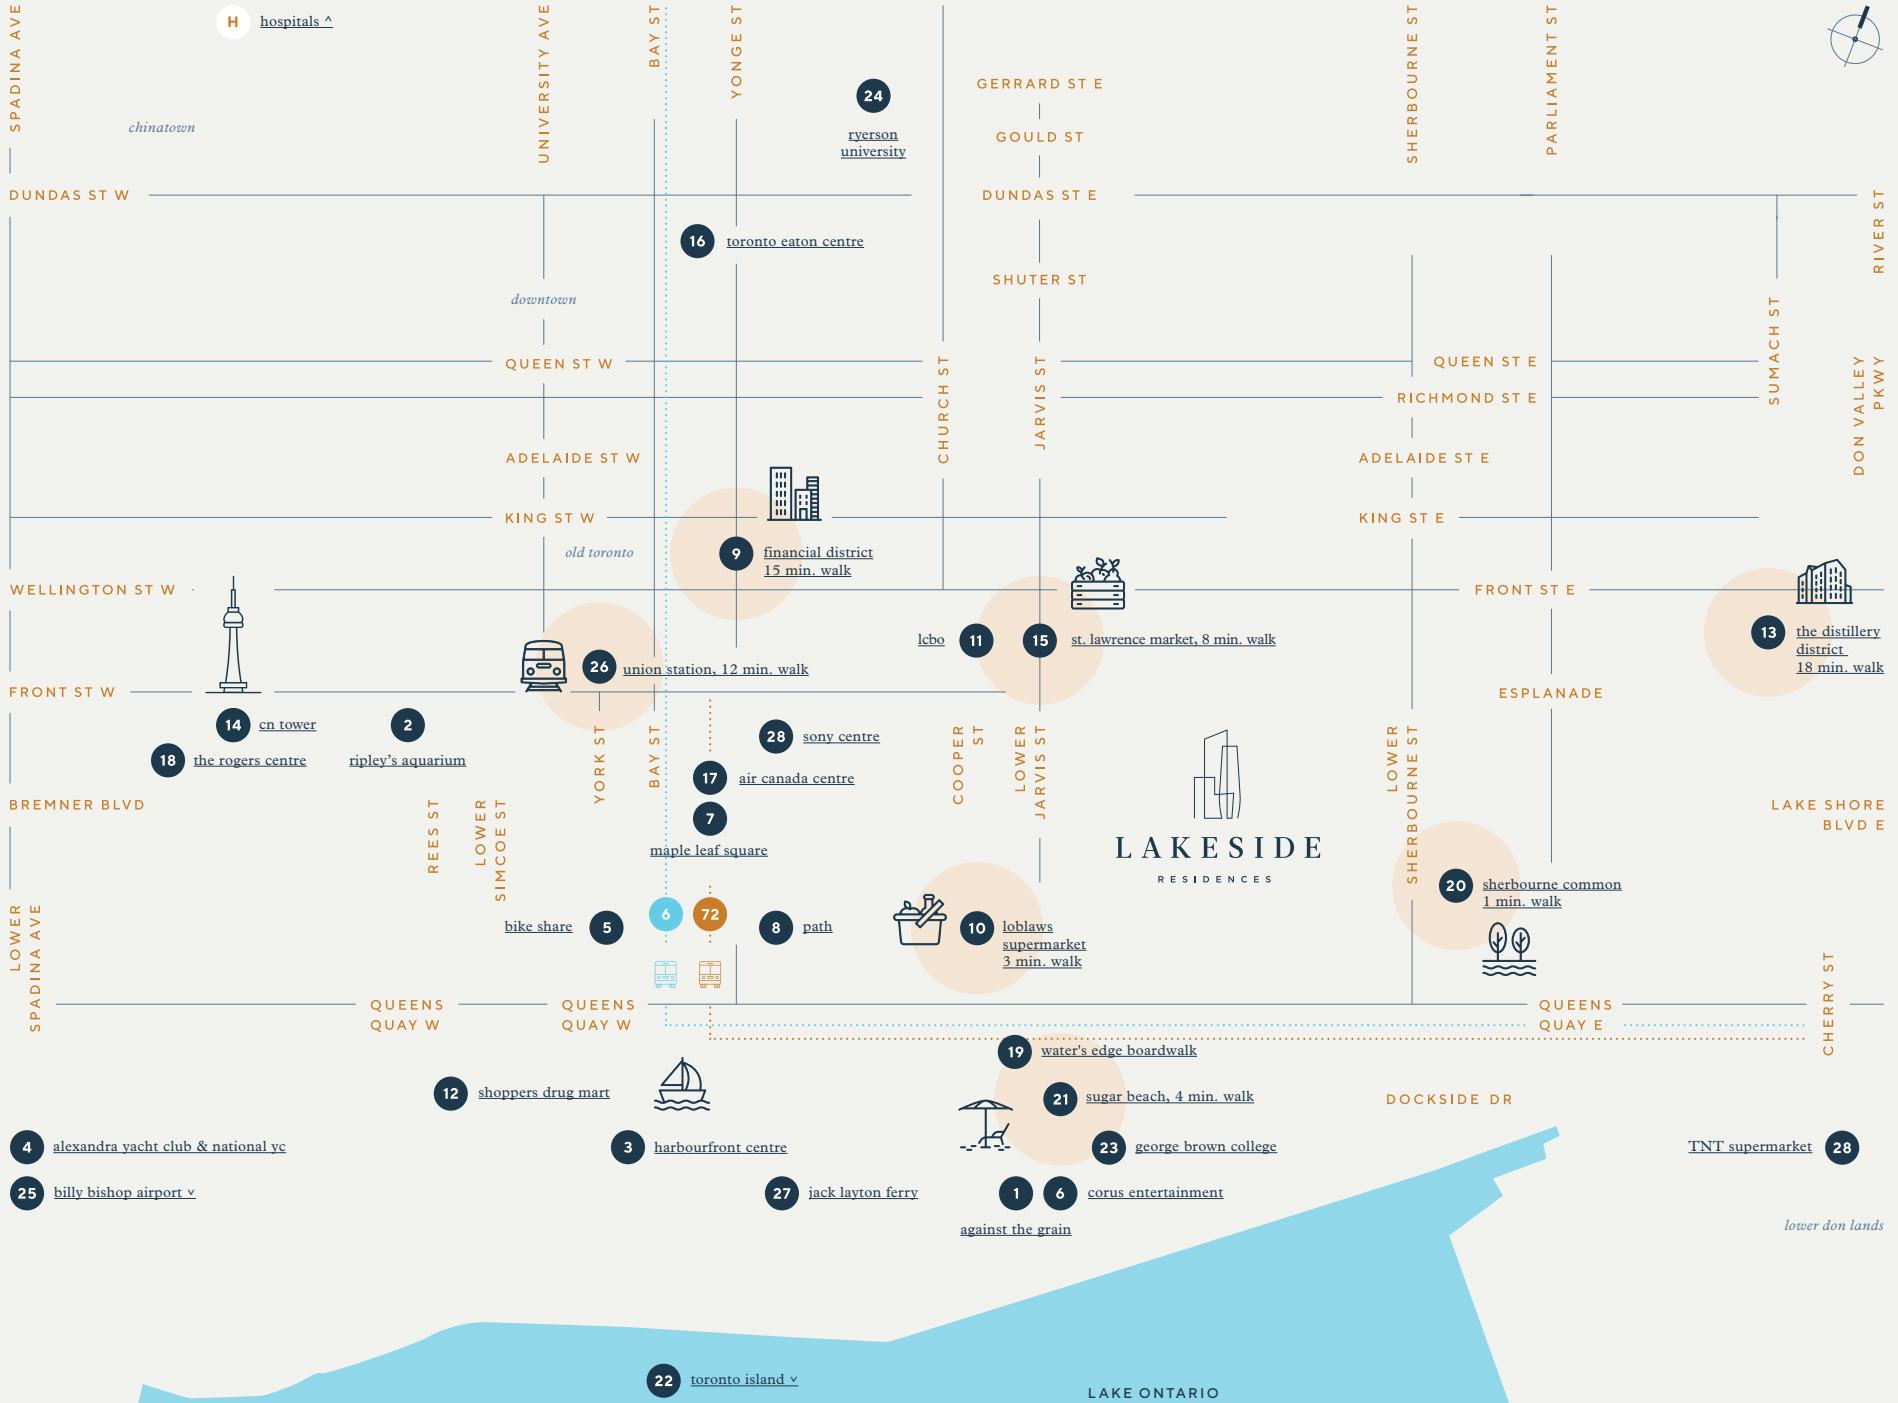 SPADINA AVE
H
hospitals ^
UNIVERSITY AVE
BAY ST
YONGE ST
SHERBOURNE ST
PARLIAMENT ST
24
ryerson
university
GERRARD ST E
GOULD ST
chinatown
DUNDAS ST W
DUNDAS ST E
RIVER ST
16
toronto eaton centre
SHUTER ST
downtown
SUMACH ST
QUEEN ST W
CHURCH ST
JARVIS ST
QUEEN ST E
RICHMOND ST E
DON VALLEY
PKWY
ADELAIDE ST W
ADELAIDE ST E
KING ST W
KING ST E
old toronto
9
financial district
15 min. walk
WELLINGTON ST W
FRONT ST E
lcbo
11
15
st. lawrence market, 8 min. walk
13
the distillery
district
18 min. walk
26
union station, 12 min. walk
FRONT ST W
ESPLANADE
14
cn tower
2
ripley's aquarium
18
the rogers centre
YORK ST
BAY ST
28
sony centre
17
air canada centre
7
maple leaf square
COOPER
ST
LOWER
JARVIS ST
LAKESIDE
RESIDENCES
LOWER
SHERBOURNE ST
BREMNER BLVD
REES ST
LOWER
SIMCOE ST
LAKE SHORE
BLVD E
20
sherbourne common
1 min. walk
LOWER
SPADINA AVE
bike share
5
6
72
8
path
10
loblaws
supermarket
3 min. walk
CHERRY ST
QUEENS
QUAY W
QUEENS
QUAY W
QUEENS
QUAY E
19
water's edge boardwalk
12
shoppers drug mart
21
sugar beach, 4 min. walk
DOCKSIDE DR
4
alexandra yacht club & national yc
3
harbourfront centre
23
george brown college
TNT supermarket
28
25
billy bishop airport ˅
27
jack layton ferry
1
6
corus entertainment
against the grain
lower don lands
22
toronto island ˅
LAKE ONTARIO